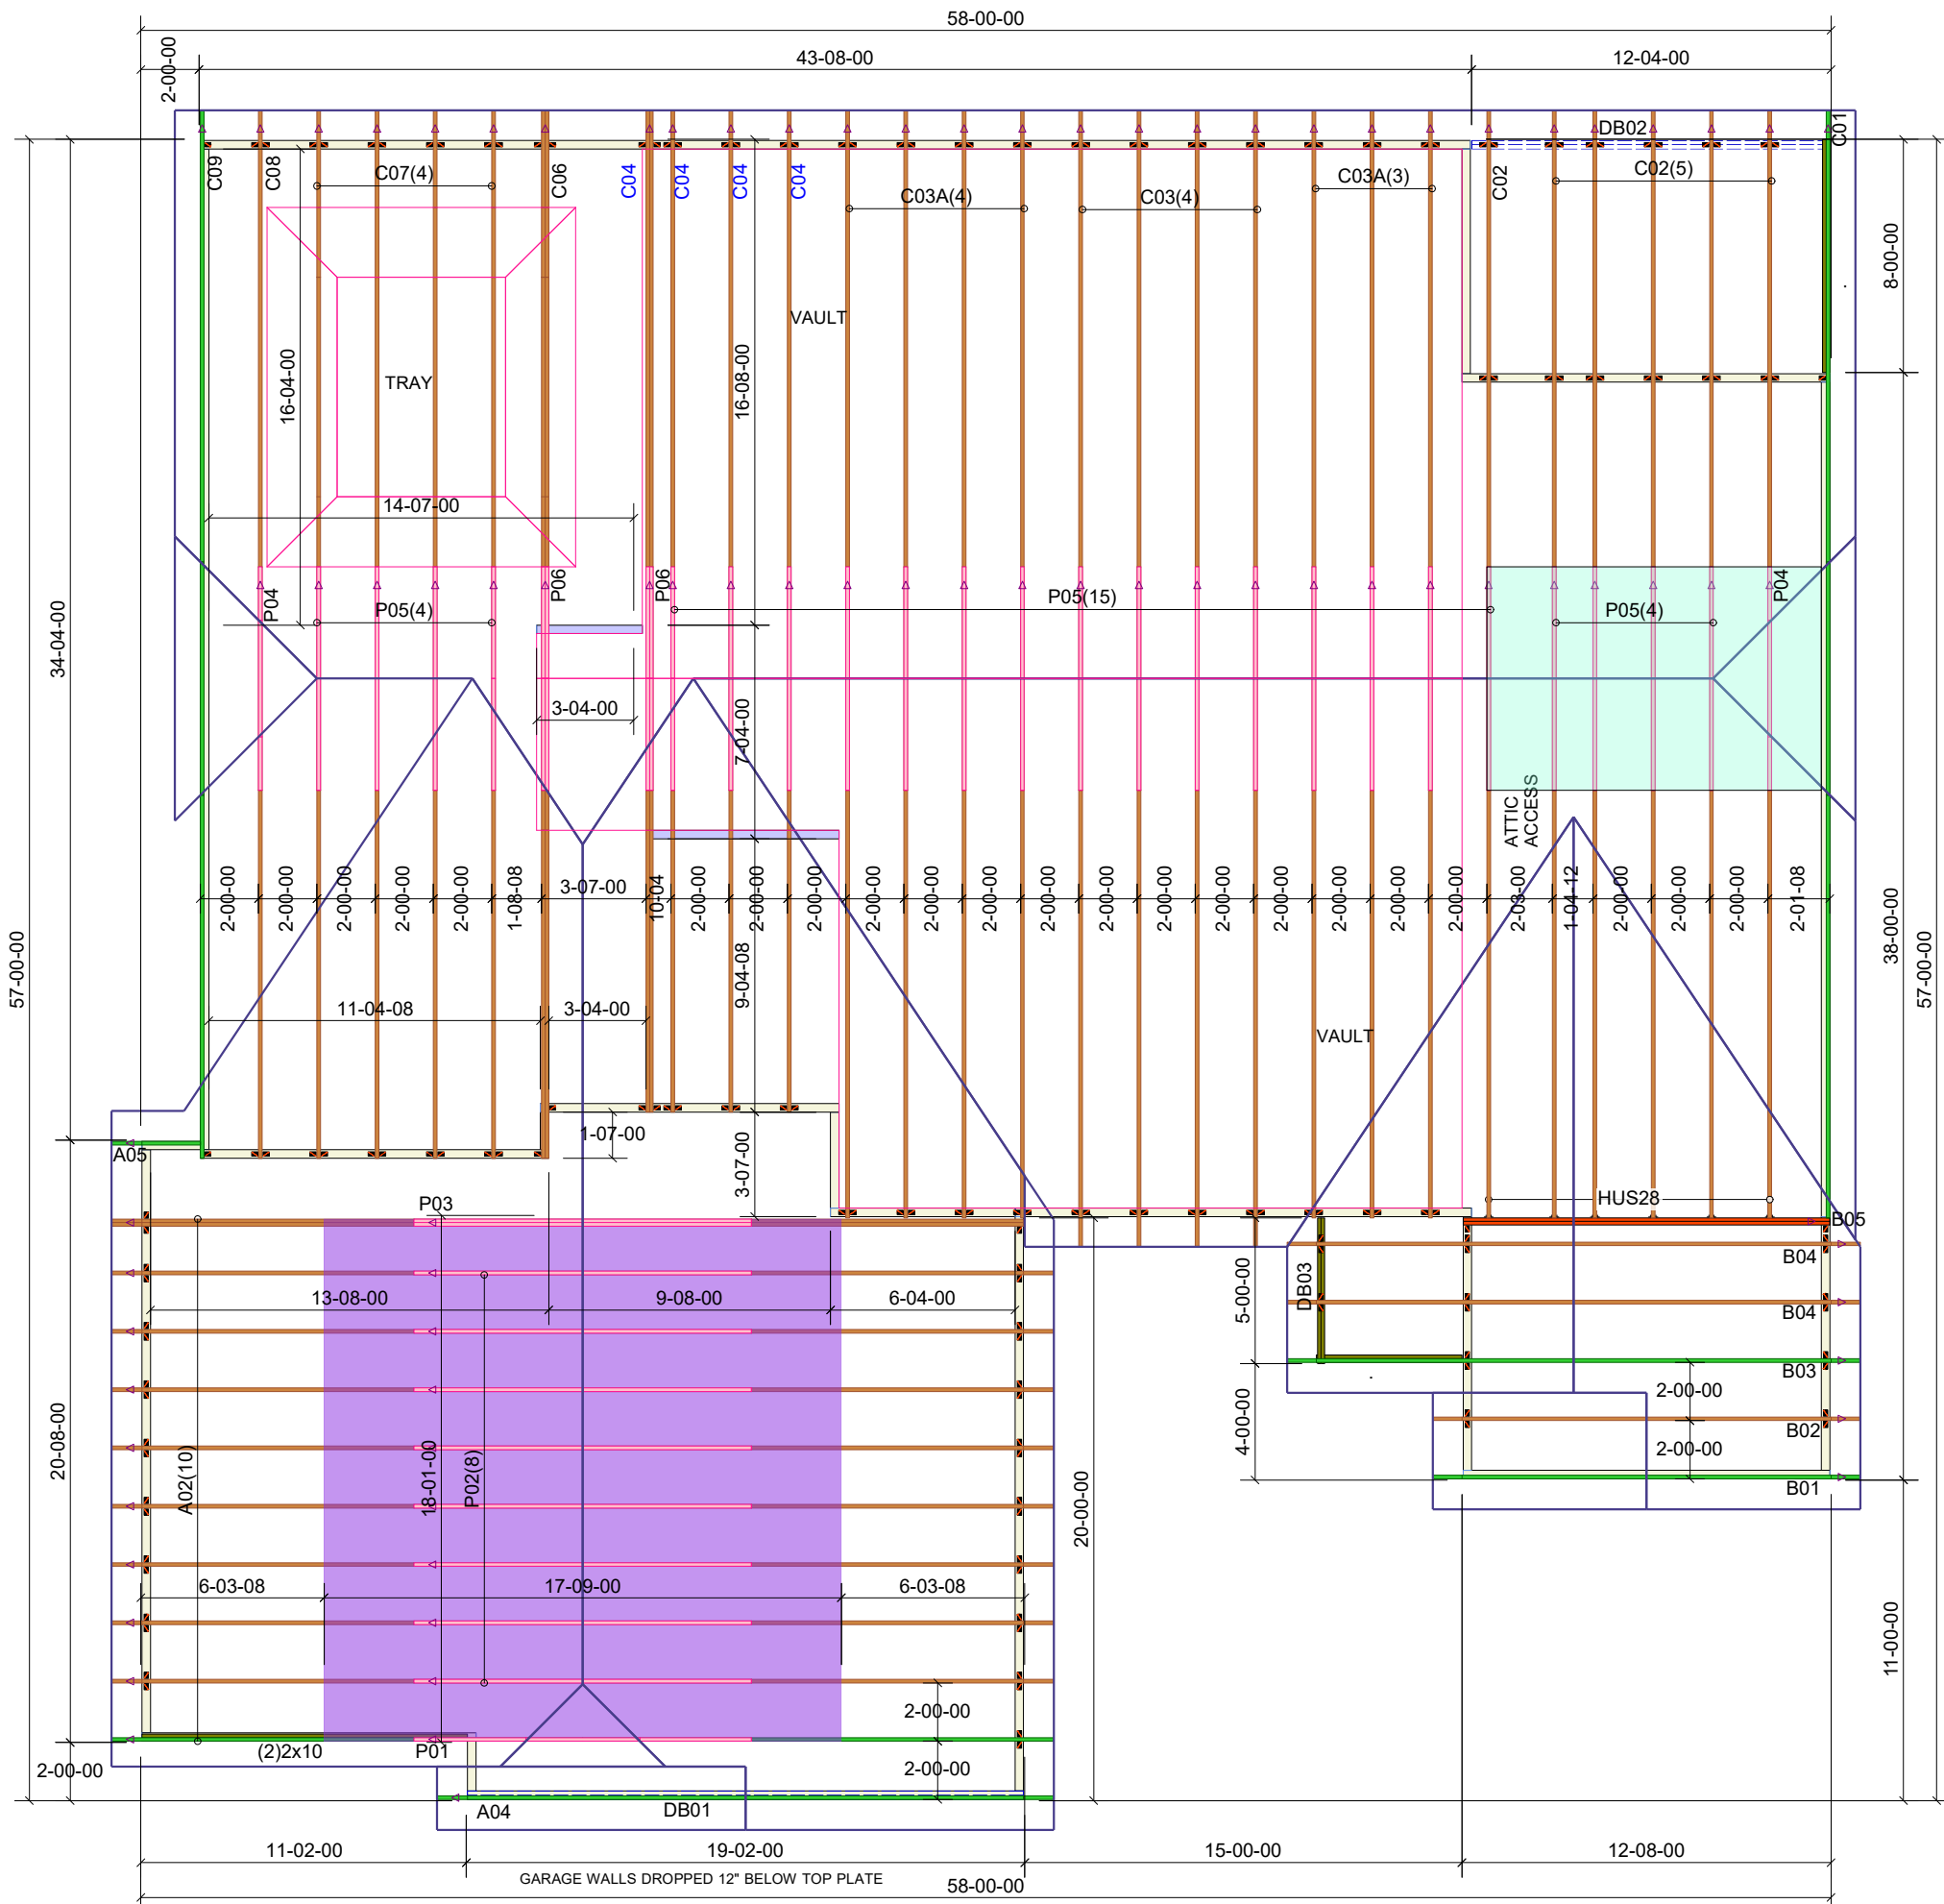 58-00-00
2-00-00
43-08-00
12-04-00
DB02
C01
C09
C08
C07(4)
C06
C04
C04
C04
C04
C03A(4)
C03(4)
C03A(3)
C02
C02(5)
8-00-00
VAULT
TRAY
16-04-00
16-08-00
14-07-00
P04
P05(4)
P06
P06
P05(15)
P05(4)
P04
34-04-00
3-04-00
7-04-00
ATTIC
ACCESS
2-00-00
2-00-00
2-00-00
2-00-00
2-00-00
1-08-08
3-07-00
10-04
2-00-00
2-00-00
2-00-00
2-00-00
2-00-00
2-00-00
2-00-00
2-00-00
2-00-00
2-00-00
2-00-00
2-00-00
2-00-00
2-00-00
2-03-00
1-04-12
2-00-00
2-00-00
2-00-00
2-01-08
57-00-00
38-00-00
57-00-00
9-04-08
11-04-08
3-04-00
VAULT
1-07-00
3-07-00
A05
P03
HUS28
B05
B04
13-08-00
9-08-00
6-04-00
5-00-00
DB03
B04
B03
2-00-00
4-00-00
B02
2-00-00
B01
20-08-00
A02(10)
18-01-00
P02(8)
20-00-00
6-03-08
17-09-00
6-03-08
11-00-00
2-00-00
(2)2x10
P01
2-00-00
2-00-00
A04
DB01
11-02-00
19-02-00
15-00-00
12-08-00
GARAGE WALLS DROPPED 12" BELOW TOP PLATE
58-00-00